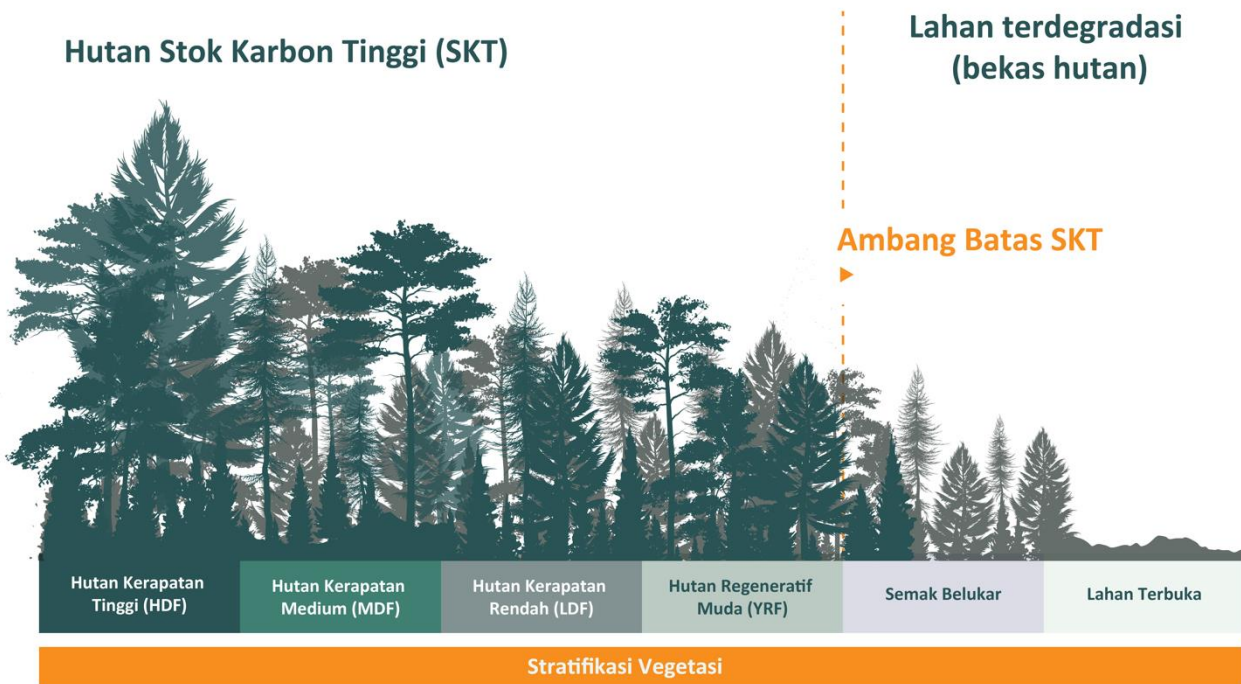 Hutan Stok Karbon Tinggi (SKT)
Lahan terdegradasi
(bekas hutan)
Ambang Batas SKT
Hutan Kerapatan
Tinggi (HDF)
Hutan Kerapatan
Medium (MDF)
Hutan Kerapatan
Rendah (LDF)
Hutan Regeneratif
Muda (YRF)
Semak Belukar
Lahan Terbuka
Stratifikasi Vegetasi